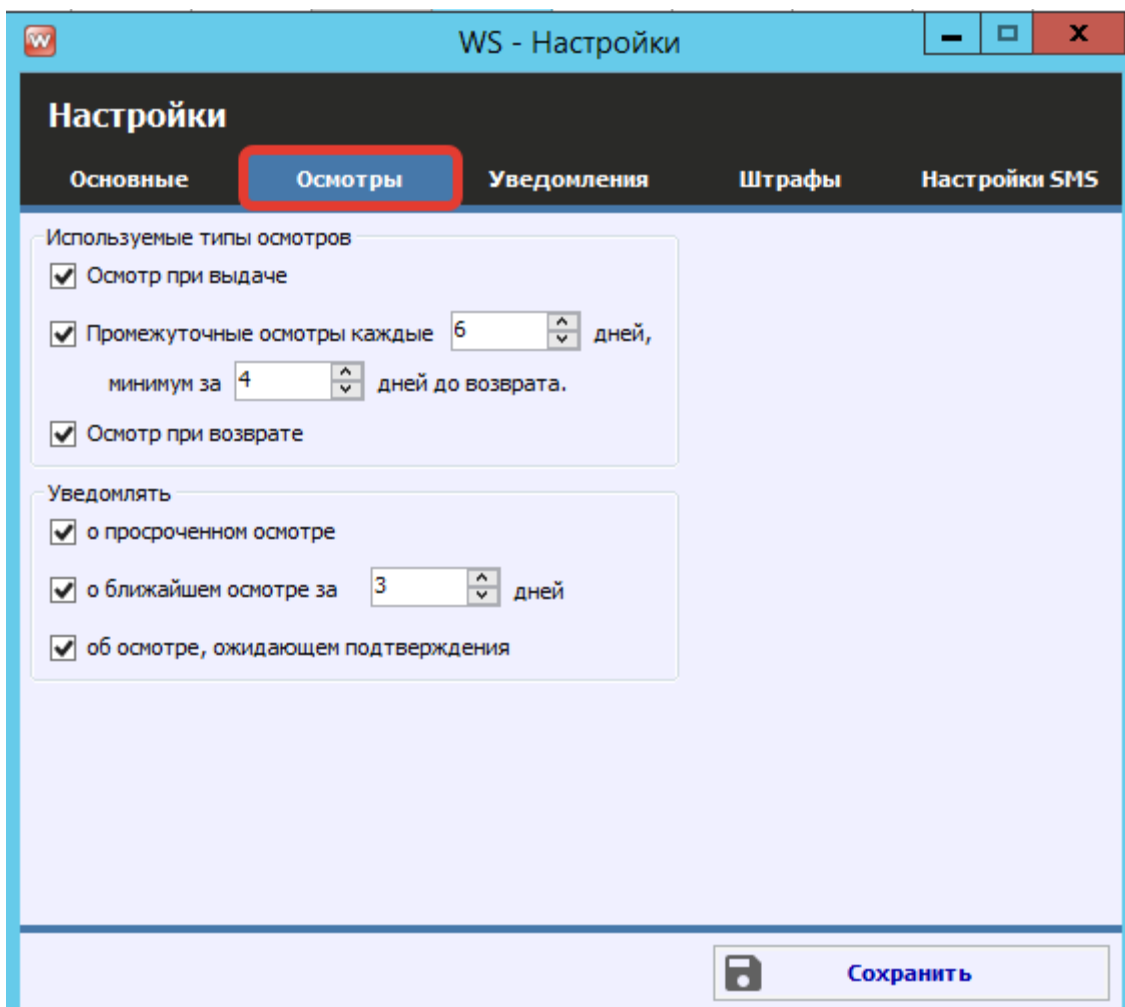 WS - Настройки
Настройки
Основные Осмотры Уведомления Штрафы Настройки SMS
Используемые типы осмотров
Осмотр при выдаче
Промежуточные осмотры каждые 6 дней,
минимум за 4 дней до возврата.
Осмотр при возврате
Уведомлять
о просроченном осмотре
о ближайшем осмотре за 3 дней
об осмотре, ожидающем подтверждения
Сохранить